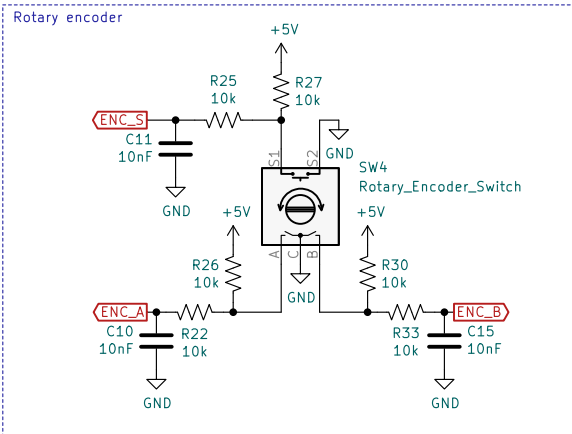 Rotary encoder
+5V
R25
10k
R27
10k
ENC_S
C11
10nF
GND
S1
S2
GND
SW4
Rotary_Encoder_Switch
+5V
+5V
A
C
B
R26
10k
GND
R30
10k
ENC_A
C10
10nF
R22
10k
R33
10k
ENC_B
C15
10nF
GND
GND